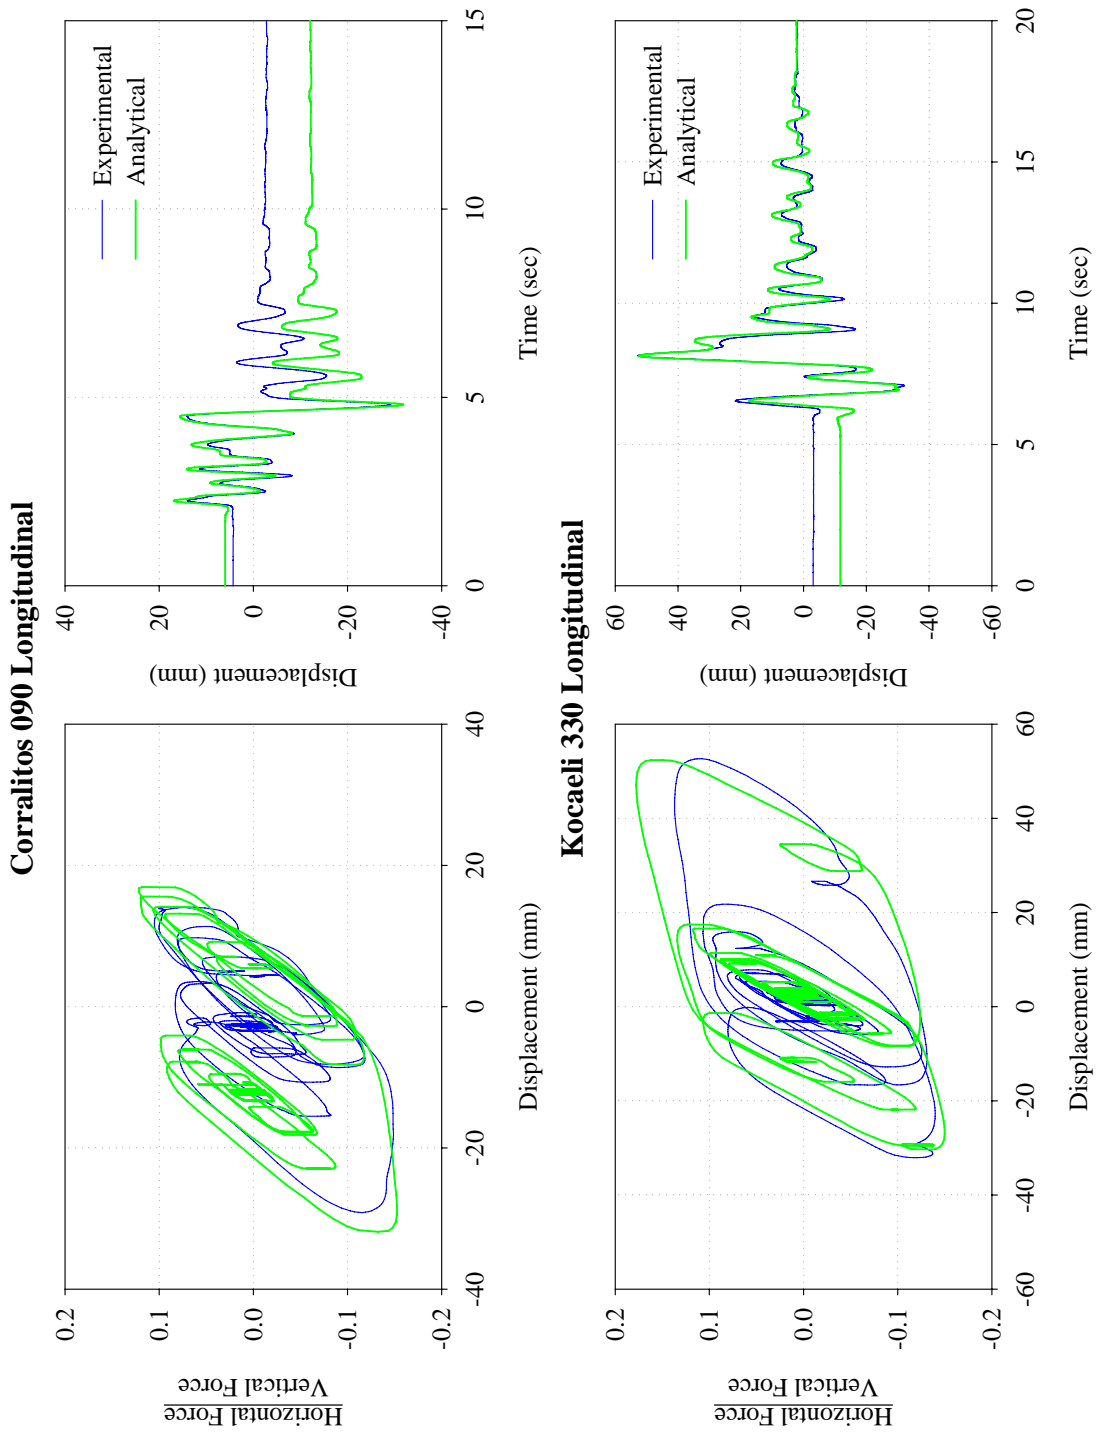 Corralitos 090 Longitudinal
Horizontal Force
Vertical Force
0.2
0.1
0.0
-0.1
-0.2
-40
-20
0
20
40
Displacement (mm)
Displacement (mm)
40
20
0
-20
-40
0
5
10
15
Time (sec)
Experimental
Analytical
Kocaeli 330 Longitudinal
Horizontal Force
Vertical Force
0.2
0.1
0.0
-0.1
-0.2
-60
-40
-20
0
20
40
60
Displacement (mm)
Displacement (mm)
60
40
20
0
-20
-40
-60
0
5
10
15
20
Time (sec)
Experimental
Analytical